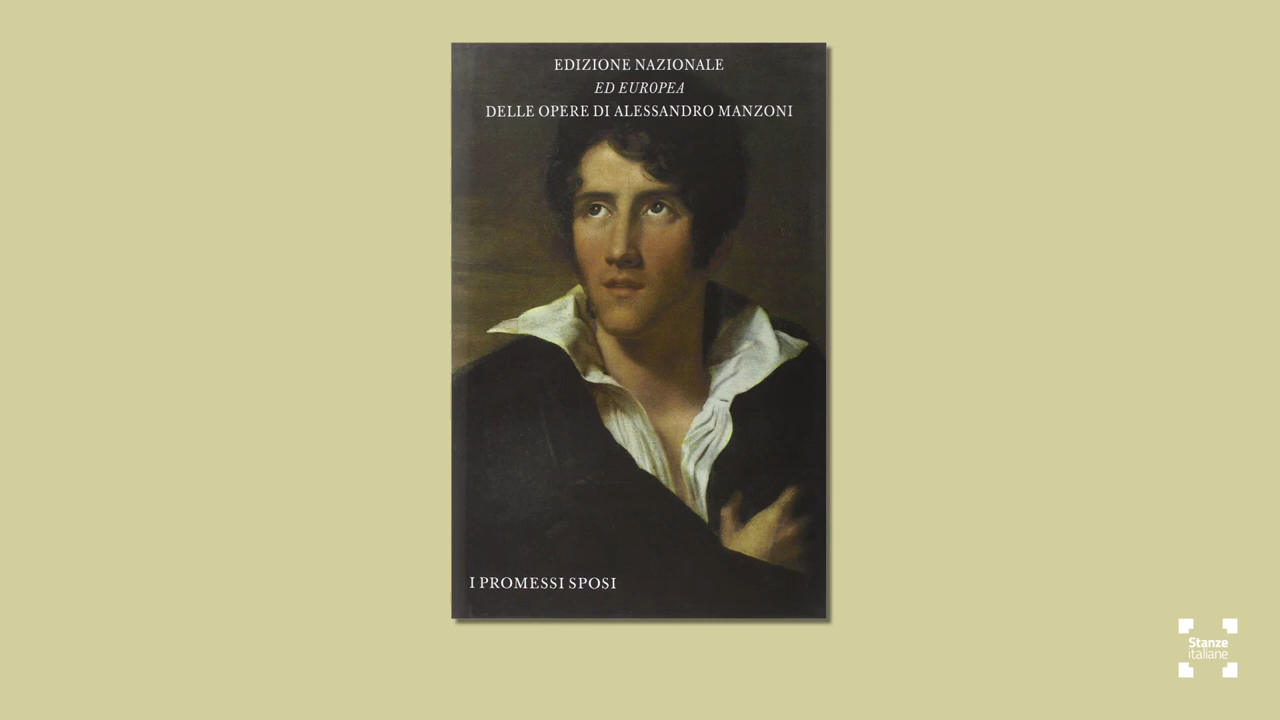 EDIZIONE NAZIONALE
ED EUROPEA
DELLE OPERE DI ALESSANDRO MANZONI
I PROMESSI SPOSI
Stanze
italiane